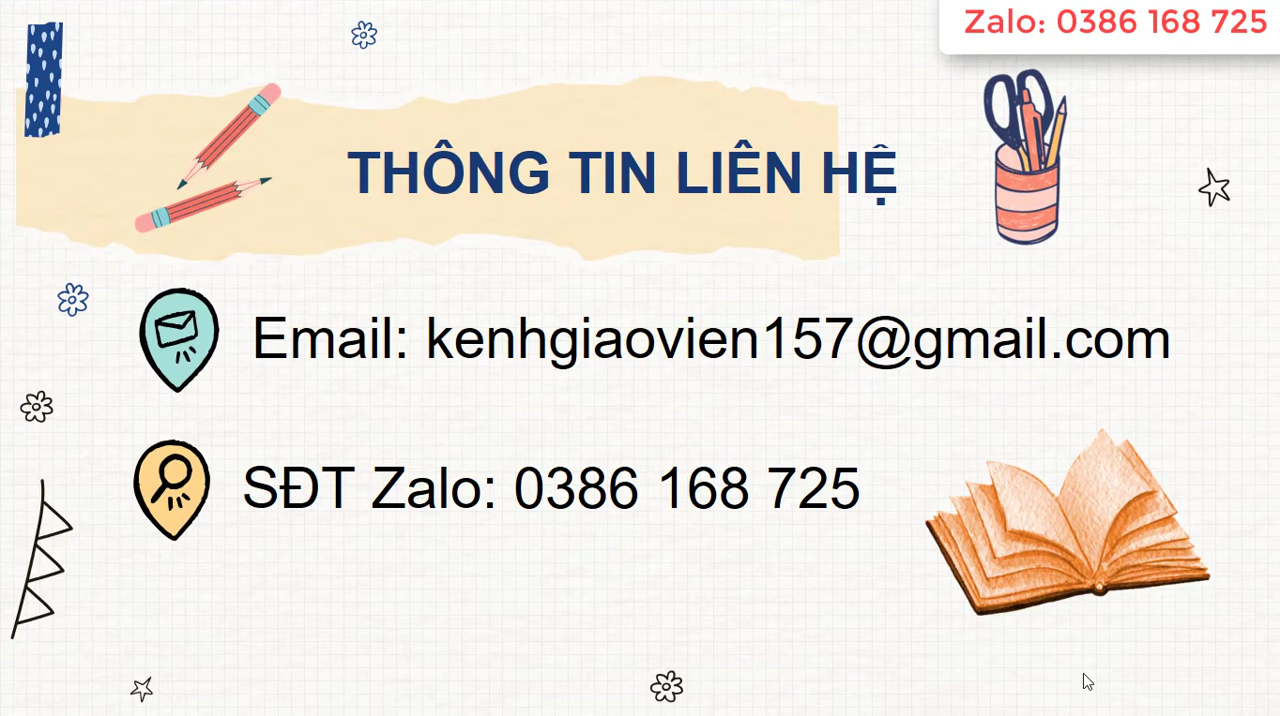 Zalo: 0386 168 725
THÔNG TIN LIÊN HỆ
Email: kenhgiaovien157@gmail.com
SĐT Zalo: 0386 168 725